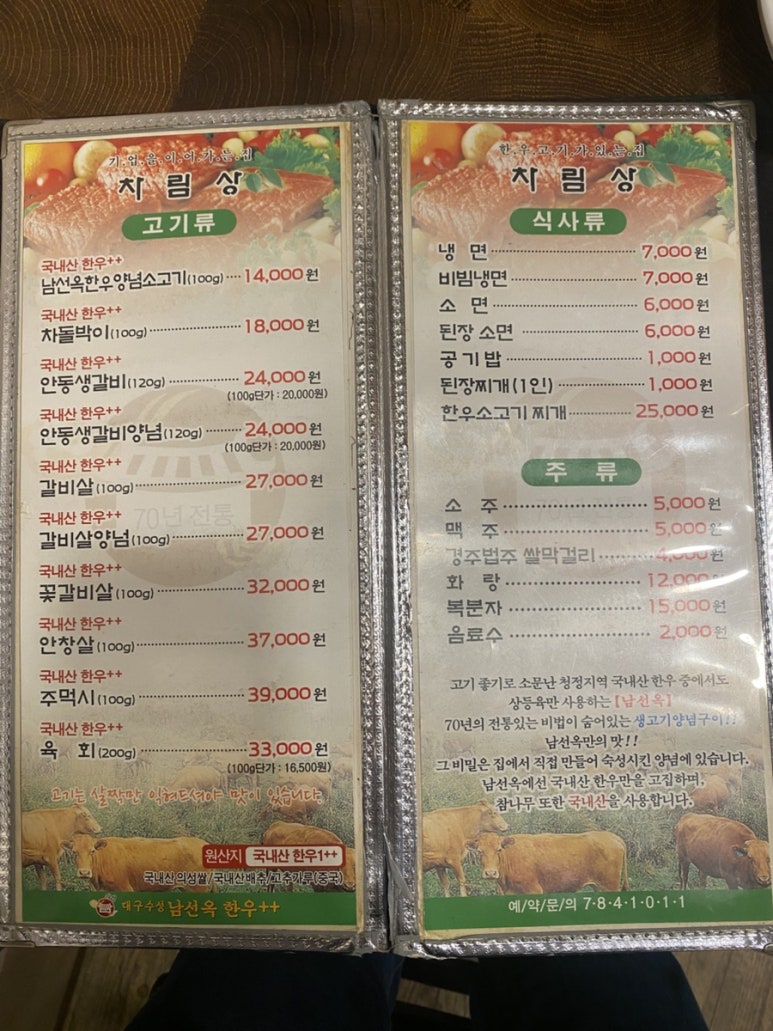 기.업.을.이.어.가.는.집
차 림 상
고기류
국내산 한우++
남선옥한우양념소고기(100g) ···· 14,000원
국내산 한우++
차돌박이(100g) ···· 18,000원
국내산 한우++
안동생갈비(120g) ···· 24,000원
(100g단가 : 20,000원)
국내산 한우++
안동생갈비양념(120g) ···· 24,000원
(100g단가 : 20,000원)
국내산 한우++
갈비살(100g) ···· 27,000원
국내산 한우++
갈비살양념(100g) ···· 27,000원
국내산 한우++
꽃갈비살(100g) ···· 32,000원
국내산 한우++
안창살(100g) ···· 37,000원
국내산 한우++
주먹시(100g) ···· 39,000원
국내산 한우++
육 회(200g) ···· 33,000원
(100g단가 : 16,500원)
70년 전통
고기는 살짝만 익혀드셔야 맛이 있습니다.
원산지 국내산 한우1++
국내산 의성쌀/국내산배추/고추가루(중국)
대구수성 남선옥 한우++
한.우.고.기.가.있.는.집
차 림 상
식사류
냉 면 ···· 7,000원
비빔냉면 ···· 7,000원
소 면 ···· 6,000원
된장 소면 ···· 6,000원
공 기 밥 ···· 1,000원
된장찌개(1인) ···· 1,000원
한우소고기 찌개 ···· 25,000원
주 류
소 주 ···· 5,000원
맥 주 ···· 5,000원
경주법주 쌀막걸리 ···· 4,000원
화 랑 ···· 12,000원
복분자 ···· 15,000원
음료수 ···· 2,000원
고기 좋기로 소문난 청정지역 국내산 한우 중에서도
상등육만 사용하는 [남선옥]
70년의 전통있는 비법이 숨어있는 생고기양념구이!!
남선옥만의 맛!!
그 비밀은 집에서 직접 만들어 숙성시킨 양념에 있습니다.
남선옥에선 국내산 한우만을 고집하며,
참나무 또한 국내산을 사용합니다.
예/약/문/의 7·8·4·1·0·1·1